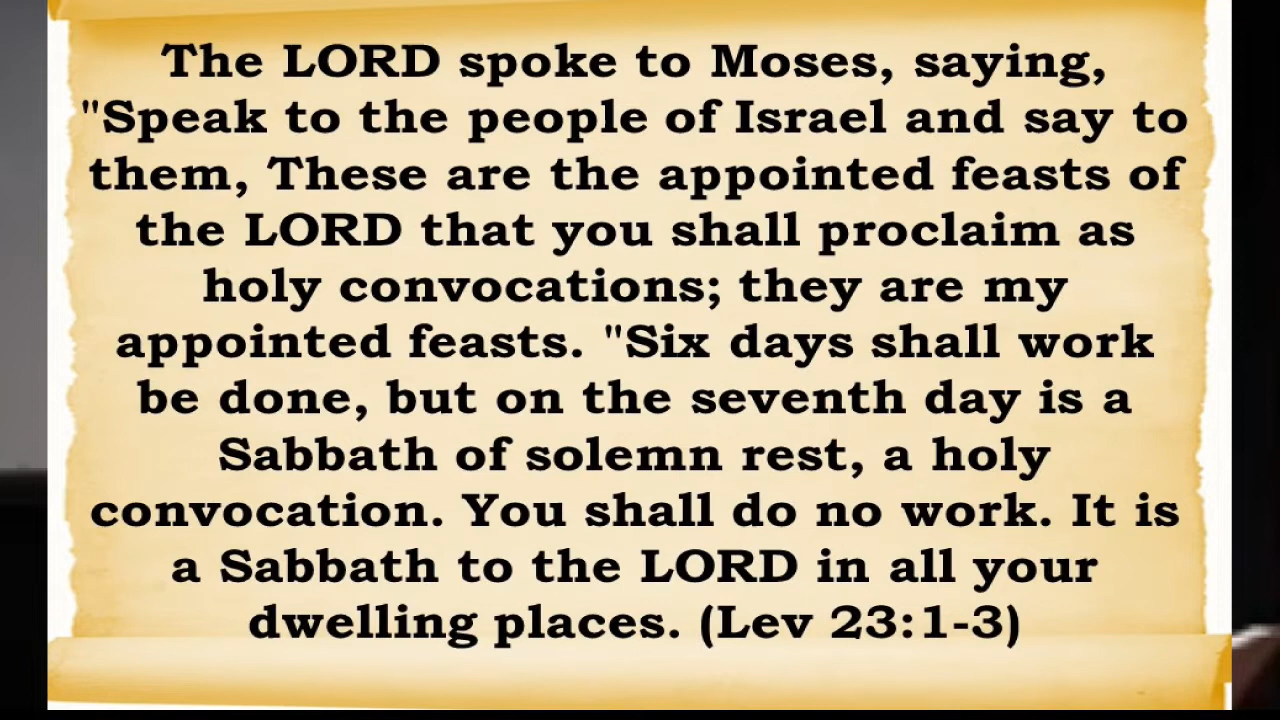 The LORD spoke to Moses, saying,
"Speak to the people of Israel and say to
them, These are the appointed feasts of
the LORD that you shall proclaim as
holy convocations; they are my
appointed feasts. "Six days shall work
be done, but on the seventh day is a
Sabbath of solemn rest, a holy
convocation. You shall do no work. It is
a Sabbath to the LORD in all your
dwelling places. (Lev 23:1-3)